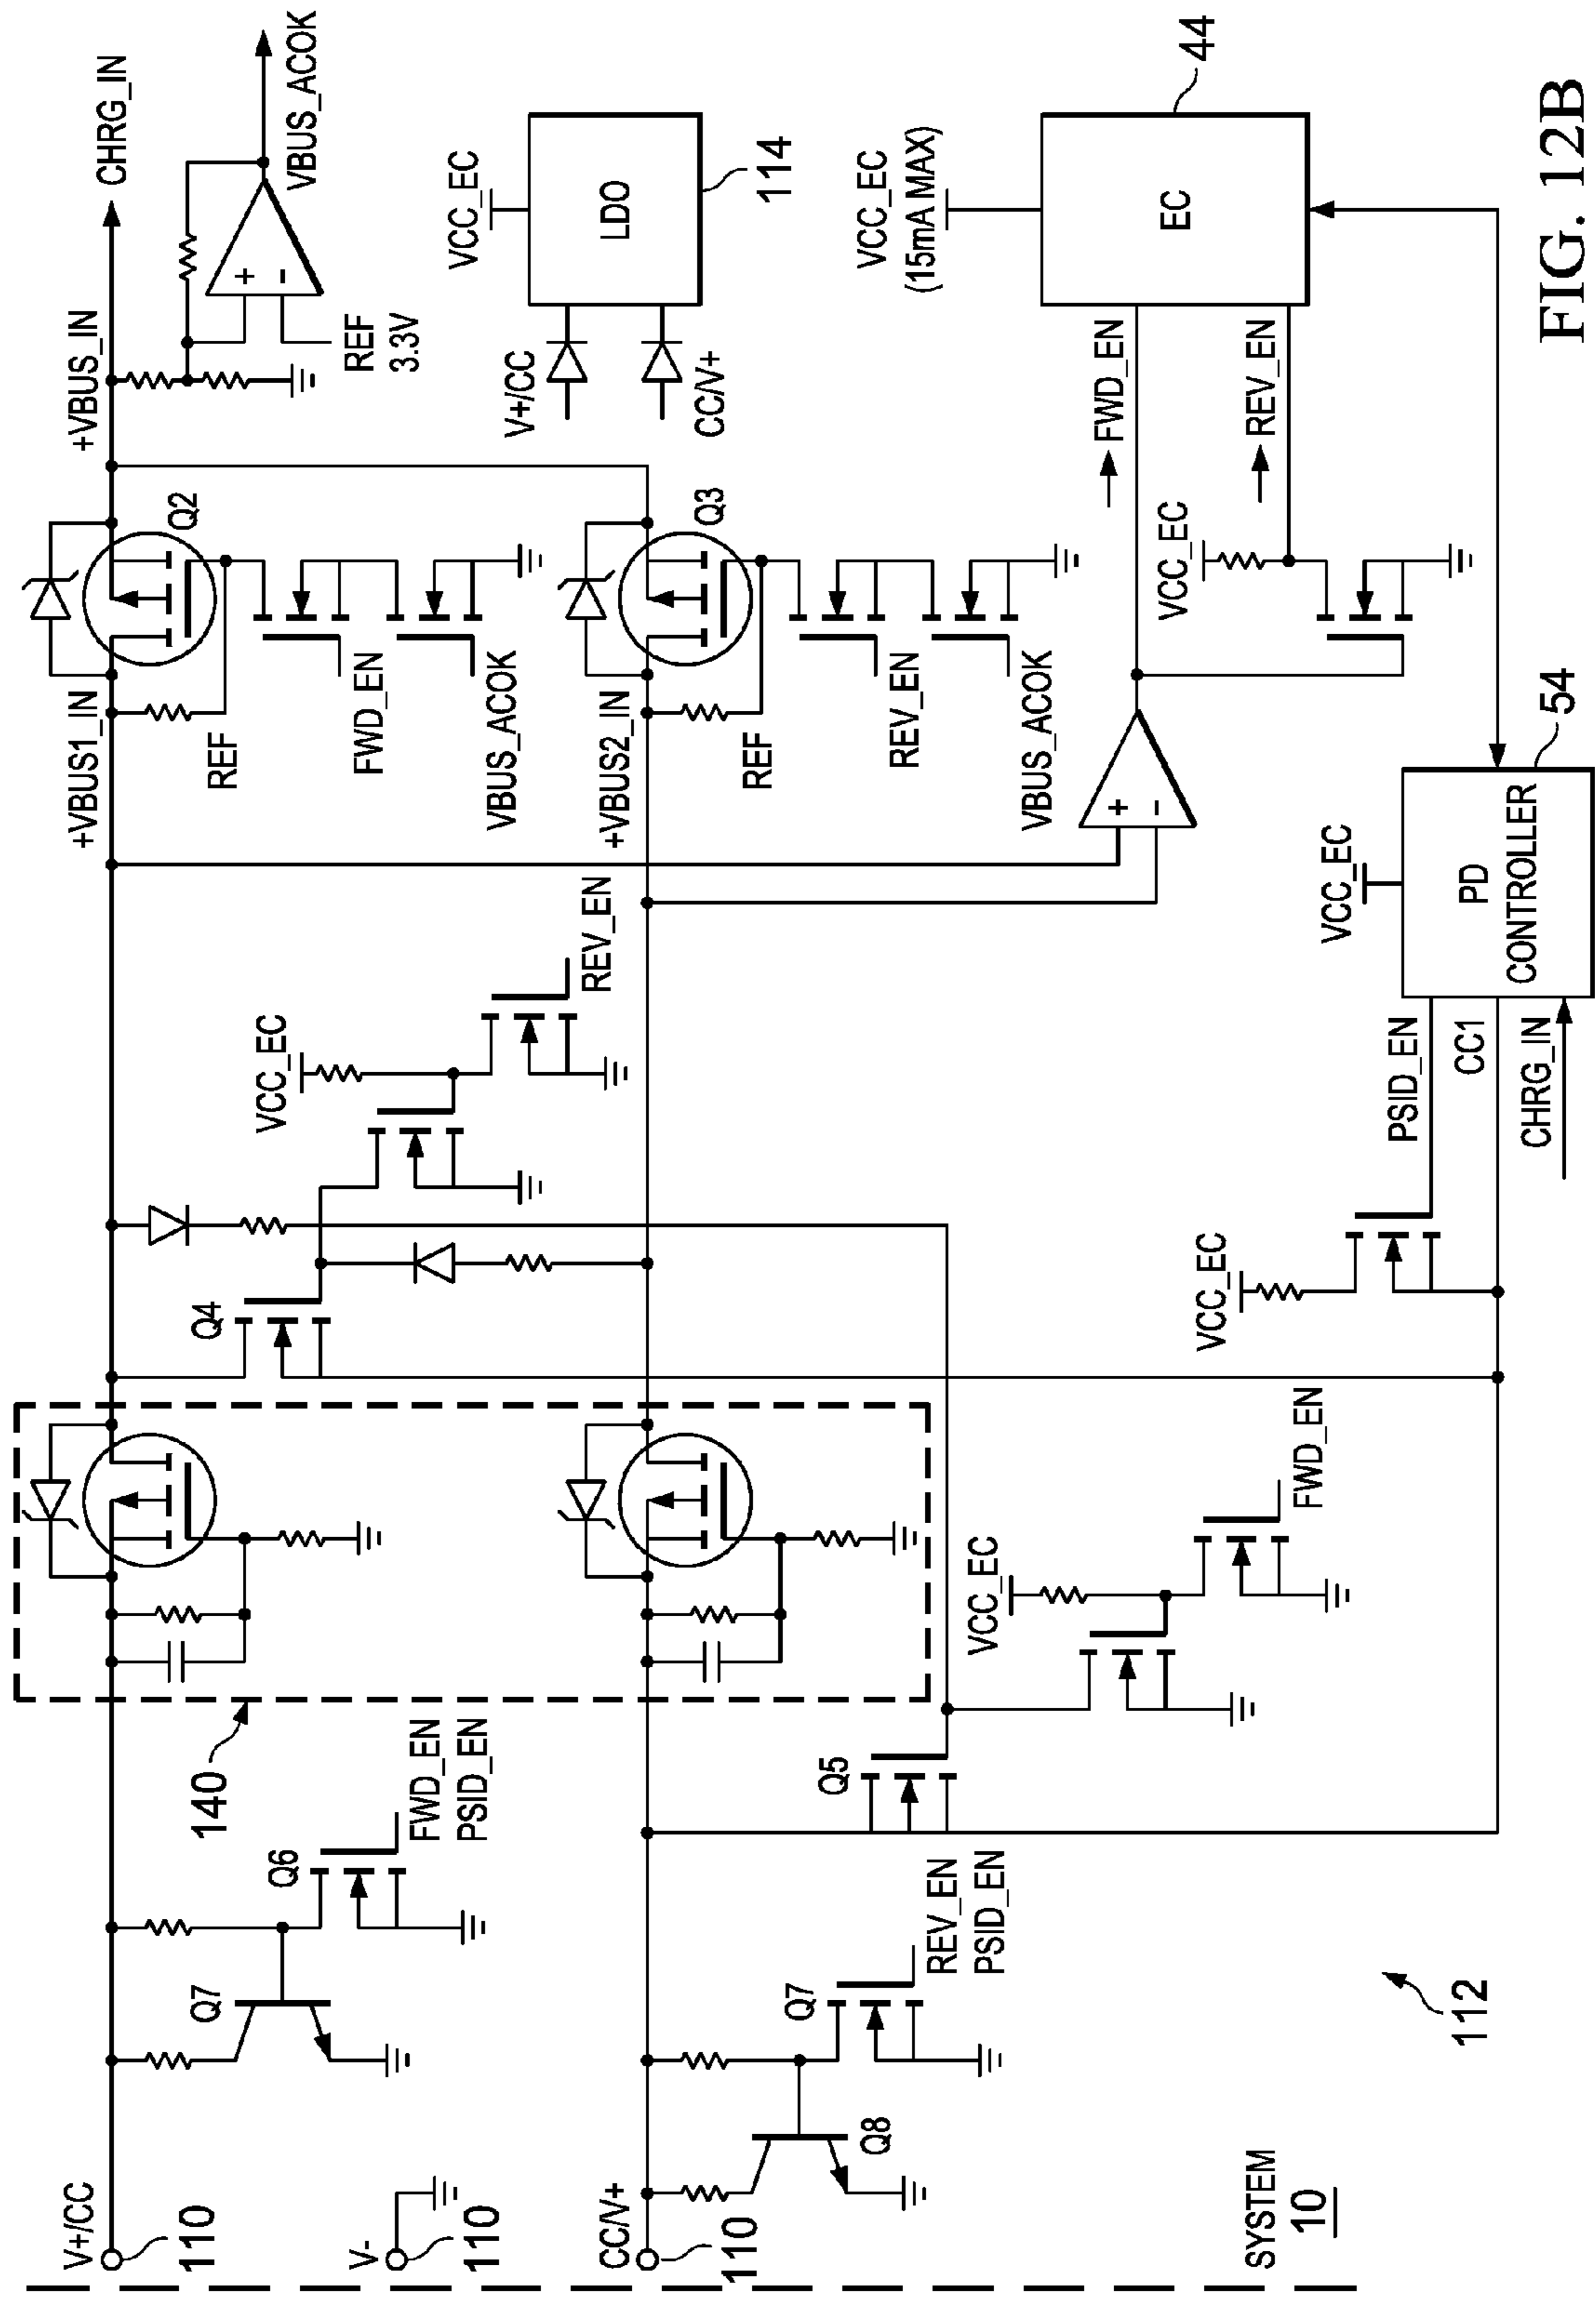 V+/CC
110
V-
110
CC/V+
110
SYSTEM
10
112
Q7
Q6
FWD_EN
PSID_EN
140
Q8
Q7
REV_EN
PSID_EN
Q5
VCC_EC
FWD_EN
Q4
VCC_EC
REV_EN
VCC_EC
PSID_EN
CC1
CHRG_IN
VCC_EC
PD
CONTROLLER
54
+VBUS1_IN
REF
Q2
FWD_EN
VBUS_ACOK
+VBUS2_IN
REF
Q3
REV_EN
VBUS_ACOK
+
-
VCC_EC
FWD_EN
REV_EN
+VBUS_IN
CHRG_IN
+
-
REF
3.3V
VBUS_ACOK
V+/CC
CC/V+
VCC_EC
LDO
114
VCC_EC
(15mA MAX)
EC
44
FIG. 12B